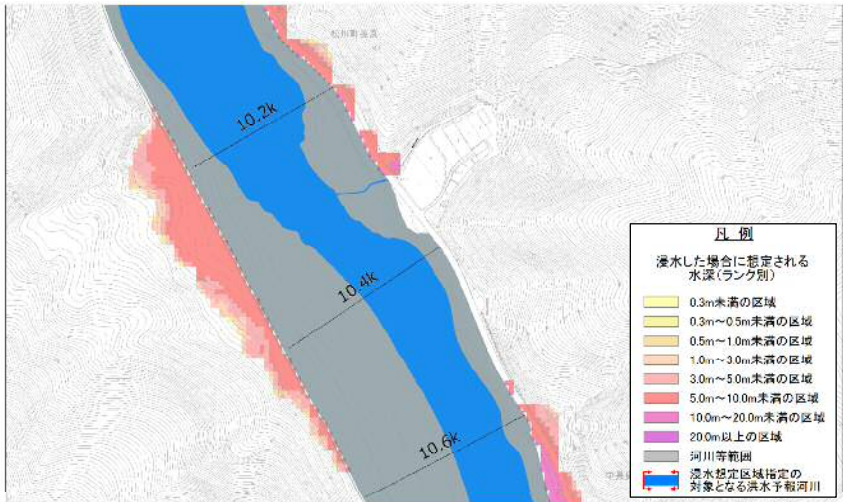 松川町生田
10.2k
10.4k
10.6k
凡 例
浸水した場合に想定される
水深(ランク別)
0.3m未満の区域
0.3m～0.5m未満の区域
0.5m～1.0m未満の区域
1.0m～3.0m未満の区域
3.0m～5.0m未満の区域
5.0m～10.0m未満の区域
10.0m～20.0m未満の区域
20.0m以上の区域
河川等範囲
浸水想定区域指定の
対象となる洪水予報河川